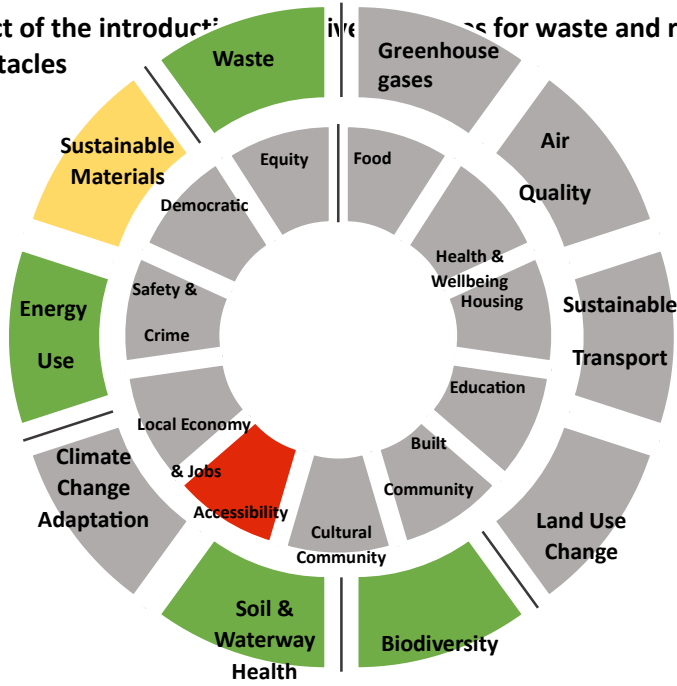 ct of the introducti ive s for waste and r
tacles
Waste
Greenhouse
gases
Sustainable
Materials
Air
Quality
Equity
Food
Democratic
Health &
Wellbeing
Safety &
Crime
Housing
Energy
Use
Sustainable
Transport
Education
Local Economy
& Jobs
Built
Community
Accessibility
Cultural
Community
Climate
Change
Adaptation
Land Use
Change
Soil &
Waterway
Health
Biodiversity